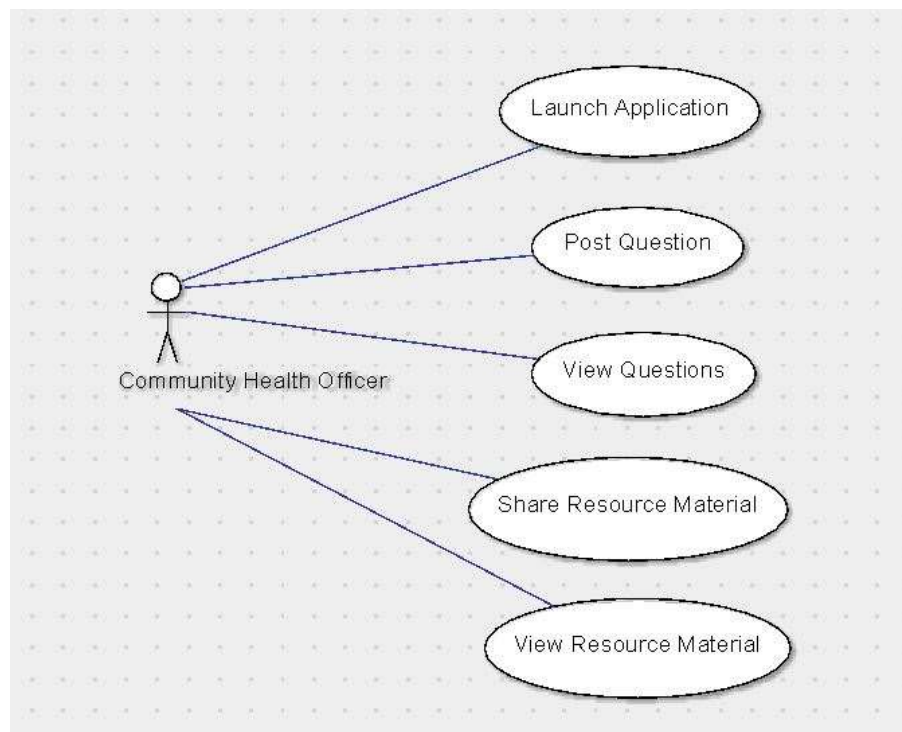 Launch Application
Post Question
View Questions
Community Health Officer
Share Resource Material
View Resource Material